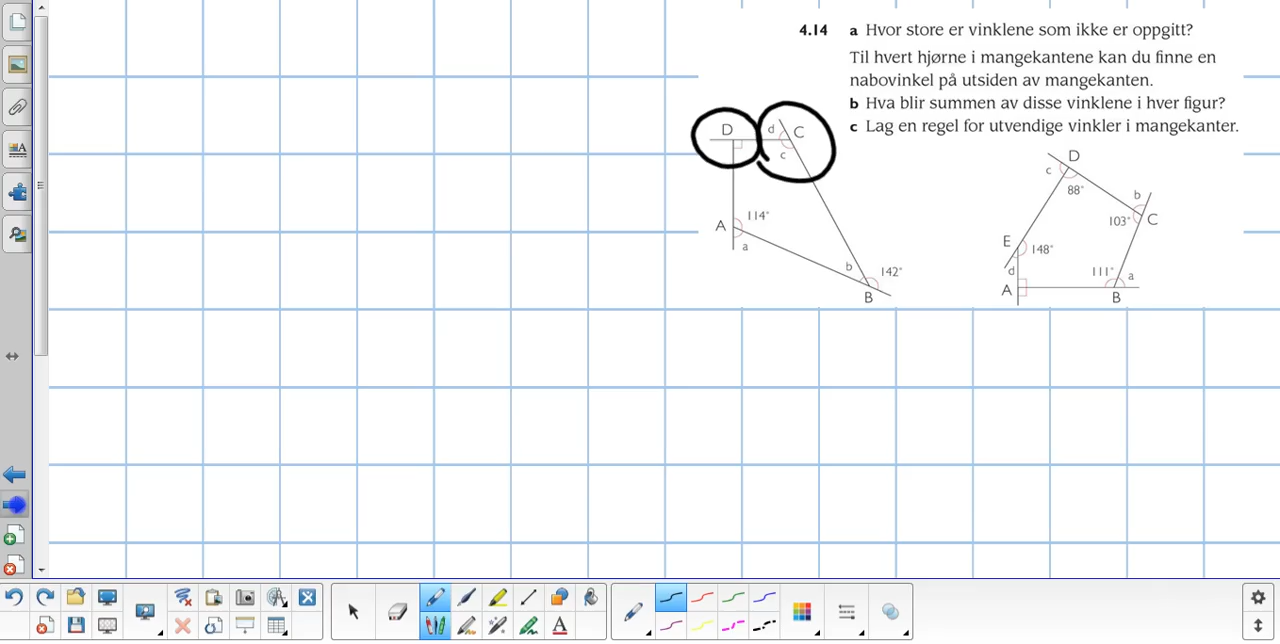 4.14 a Hvor store er vinklene som ikke er oppgitt?
Til hvert hjørne i mangekantene kan du finne en
nabovinkel på utsiden av mangekanten.
b Hva blir summen av disse vinklene i hver figur?
c Lag en regel for utvendige vinkler i mangekanter.
D d C
c
A 114°
a
b 142°
B
D
c
88°
b
103° C
E 148°
d 111° a
A B
A
A